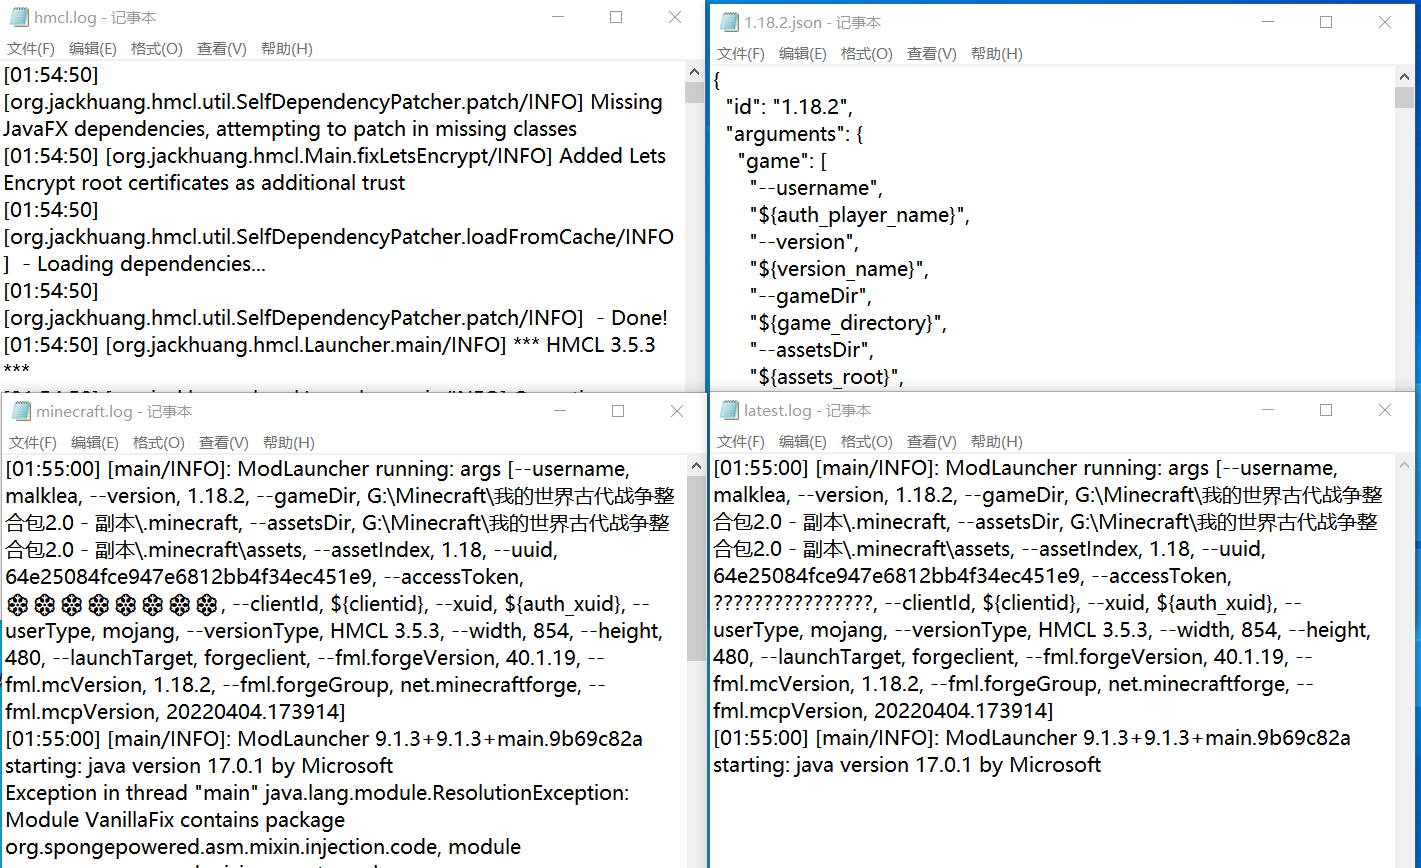 hmcl.log - 记事本
文件(F) 编辑(E) 格式(O) 查看(V) 帮助(H)
[01:54:50]
[org.jackhuang.hmcl.util.SelfDependencyPatcher.patch/INFO] Missing
JavaFX dependencies, attempting to patch in missing classes
[01:54:50] [org.jackhuang.hmcl.Main.fixLetsEncrypt/INFO] Added Lets
Encrypt root certificates as additional trust
[01:54:50]
[org.jackhuang.hmcl.util.SelfDependencyPatcher.loadFromCache/INFO
] - Loading dependencies...
[01:54:50]
[org.jackhuang.hmcl.util.SelfDependencyPatcher.patch/INFO] - Done!
[01:54:50] [org.jackhuang.hmcl.Launcher.main/INFO] *** HMCL 3.5.3
***
1.18.2.json - 记事本
文件(F) 编辑(E) 格式(O) 查看(V) 帮助(H)
{
"id": "1.18.2",
"arguments": {
"game": [
"--username",
"${auth_player_name}",
"--version",
"${version_name}",
"--gameDir",
"${game_directory}",
"--assetsDir",
"${assets_root}",
minecraft.log - 记事本
文件(F) 编辑(E) 格式(O) 查看(V) 帮助(H)
[01:55:00] [main/INFO]: ModLauncher running: args [--username,
malklea, --version, 1.18.2, --gameDir, G:\Minecraft\我的世界古代战争整
合包2.0 - 副本\.minecraft, --assetsDir, G:\Minecraft\我的世界古代战争整
合包2.0 - 副本\.minecraft\assets, --assetIndex, 1.18, --uuid,
64e25084fce947e6812bb4f34ec451e9, --accessToken,
❄❄❄❄❄❄❄❄, --clientId, ${clientid}, --xuid, ${auth_xuid}, --
userType, mojang, --versionType, HMCL 3.5.3, --width, 854, --height,
480, --launchTarget, forgeclient, --fml.forgeVersion, 40.1.19, --
fml.mcVersion, 1.18.2, --fml.forgeGroup, net.minecraftforge, --
fml.mcpVersion, 20220404.173914]
[01:55:00] [main/INFO]: ModLauncher 9.1.3+9.1.3+main.9b69c82a
starting: java version 17.0.1 by Microsoft
Exception in thread "main" java.lang.module.ResolutionException:
Module VanillaFix contains package
org.spongepowered.asm.mixin.injection.code, module
latest.log - 记事本
文件(F) 编辑(E) 格式(O) 查看(V) 帮助(H)
[01:55:00] [main/INFO]: ModLauncher running: args [--username,
malklea, --version, 1.18.2, --gameDir, G:\Minecraft\我的世界古代战争整
合包2.0 - 副本\.minecraft, --assetsDir, G:\Minecraft\我的世界古代战争整
合包2.0 - 副本\.minecraft\assets, --assetIndex, 1.18, --uuid,
64e25084fce947e6812bb4f34ec451e9, --accessToken,
????????????????, --clientId, ${clientid}, --xuid, ${auth_xuid}, --
userType, mojang, --versionType, HMCL 3.5.3, --width, 854, --height,
480, --launchTarget, forgeclient, --fml.forgeVersion, 40.1.19, --
fml.mcVersion, 1.18.2, --fml.forgeGroup, net.minecraftforge, --
fml.mcpVersion, 20220404.173914]
[01:55:00] [main/INFO]: ModLauncher 9.1.3+9.1.3+main.9b69c82a
starting: java version 17.0.1 by Microsoft